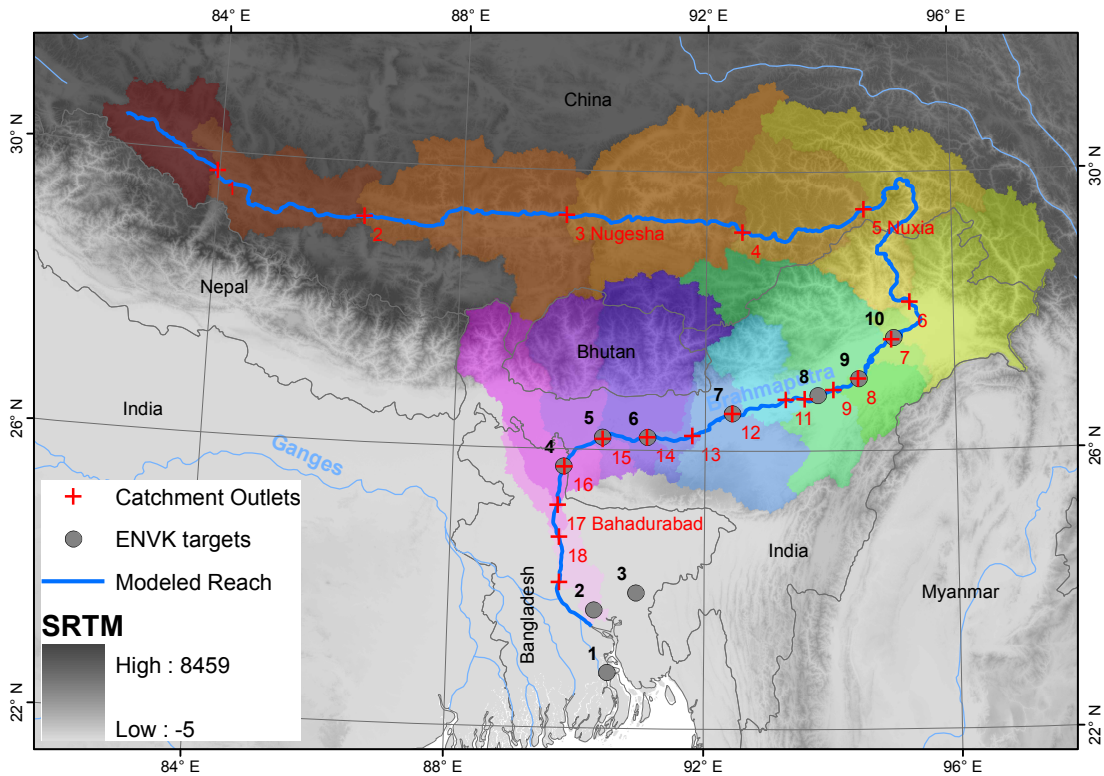 84° E
88° E
92° E
96° E
30° N
30° N
China
2
3 Nugesha
4
5 Nuxia
Nepal
6
10
7
Bhutan
9
8
8
9
Brahmaputra
7
11
12
India
26° N
26° N
5
6
13
14
15
4
16
Ganges
Catchment Outlets
17 Bahadurabad
18
ENVK targets
India
Modeled Reach
3
2
Bangladesh
Myanmar
SRTM
1
High : 8459
Low : -5
22° N
22° N
84° E
88° E
92° E
96° E